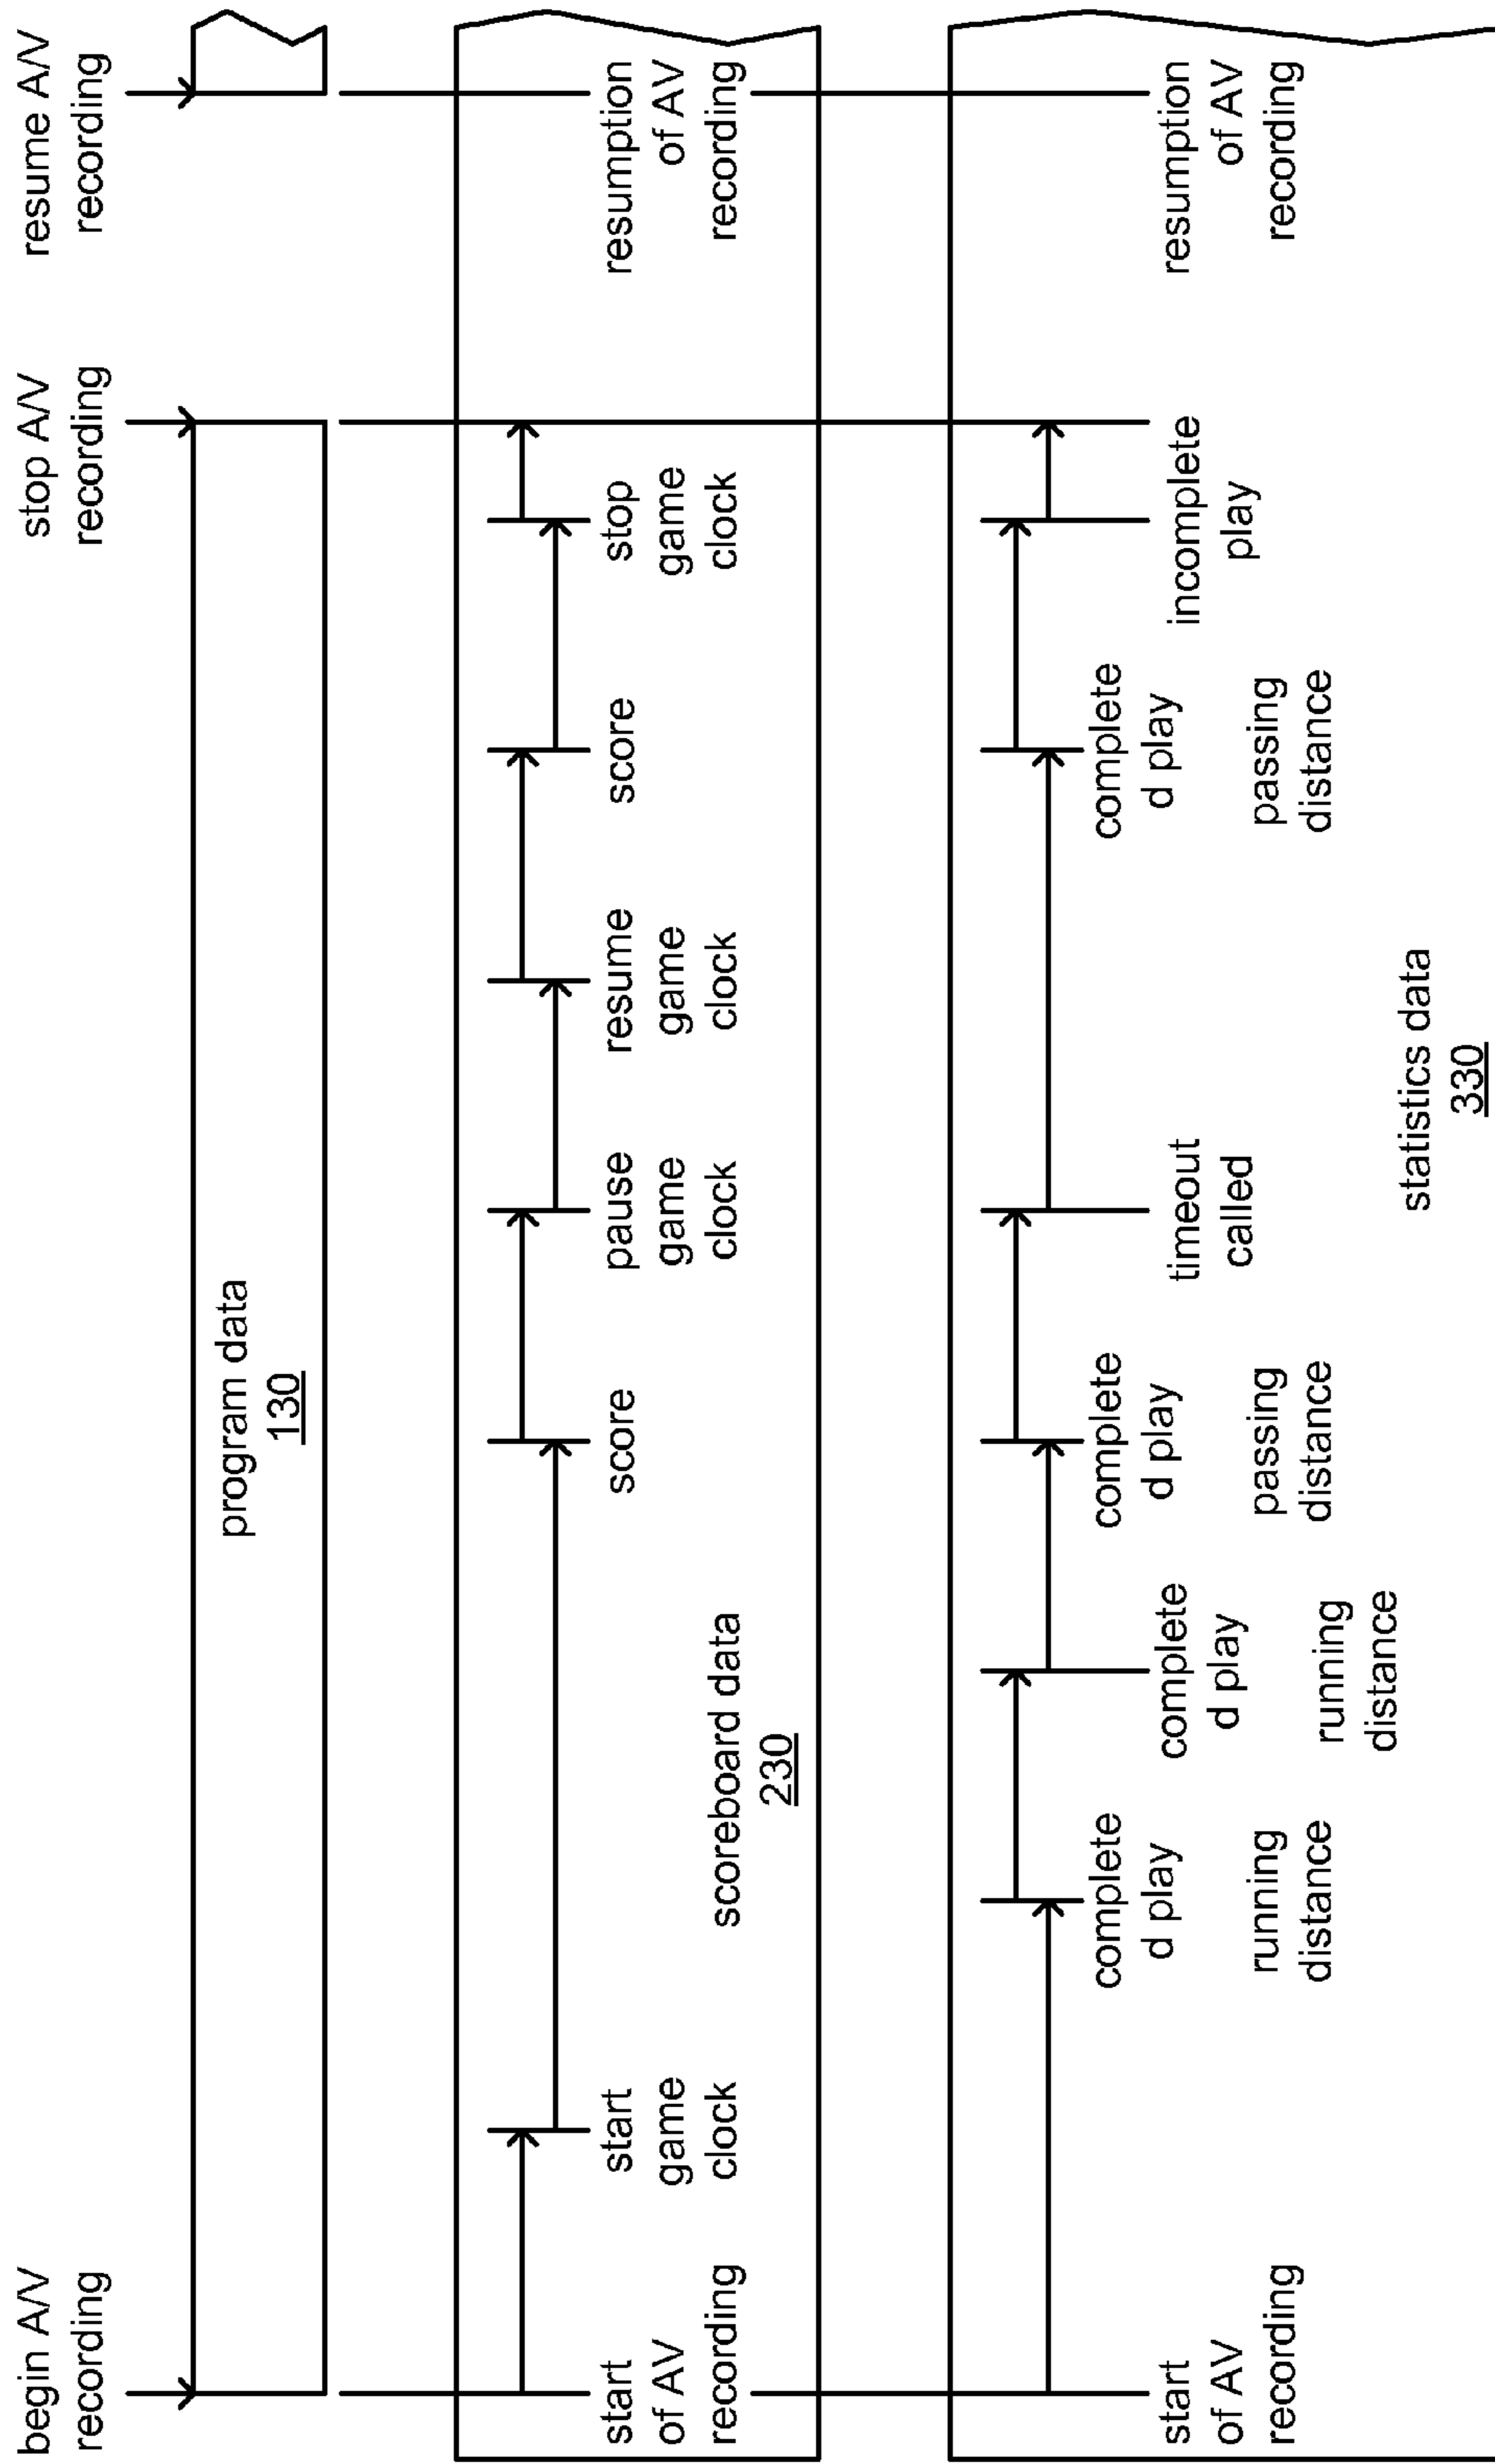 begin A/V
recording
stop A/V
recording
resume A/V
recording
program data
130
start
of AV
recording
start
game
clock
score
pause
game
clock
resume
game
clock
score
stop
game
clock
resumption
of AV
recording
scoreboard data
230
start
of AV
recording
complete
d play
running
distance
complete
d play
running
distance
complete
d play
passing
distance
timeout
called
complete
d play
passing
distance
incomplete
play
resumption
of AV
recording
statistics data
330